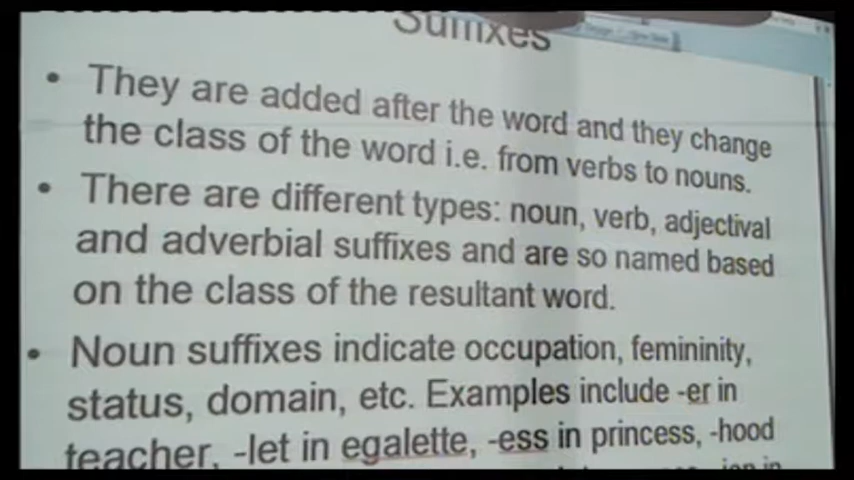 Suffixes
• They are added after the word and they change
the class of the word i.e. from verbs to nouns.
• There are different types: noun, verb, adjectival
and adverbial suffixes and are so named based
on the class of the resultant word.
• Noun suffixes indicate occupation, femininity,
status, domain, etc. Examples include -er in
teacher, -let in egalette, -ess in princess, -hood